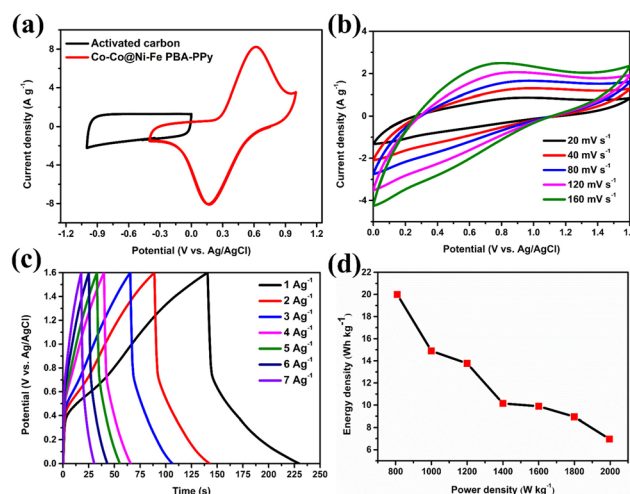 (a)
Activated carbon
Co-Co@Ni-Fe PBA-PPy
Current density (A g-1)
8
4
0
-4
-8
-1.2 -0.9 -0.6 -0.3 0.0 0.3 0.6 0.9 1.2
Potential (V vs. Ag/AgCl)
(b)
Current density (A g-1)
4
2
0
-2
-4
20 mV s-1
40 mV s-1
80 mV s-1
120 mV s-1
160 mV s-1
0.0 0.2 0.4 0.6 0.8 1.0 1.2 1.4 1.6
Potential (V vs. Ag/AgCl)
(c)
Potential (V vs. Ag/AgCl)
1.6
1.4
1.2
1.0
0.8
0.6
0.4
0.2
0.0
1 Ag-1
2 Ag-1
3 Ag-1
4 Ag-1
5 Ag-1
6 Ag-1
7 Ag-1
0 25 50 75 100 125 150 175 200 225 250
Time (s)
(d)
Energy density (Wh kg-1)
22
20
18
16
14
12
10
8
6
800 1000 1200 1400 1600 1800 2000
Power density (W kg-1)